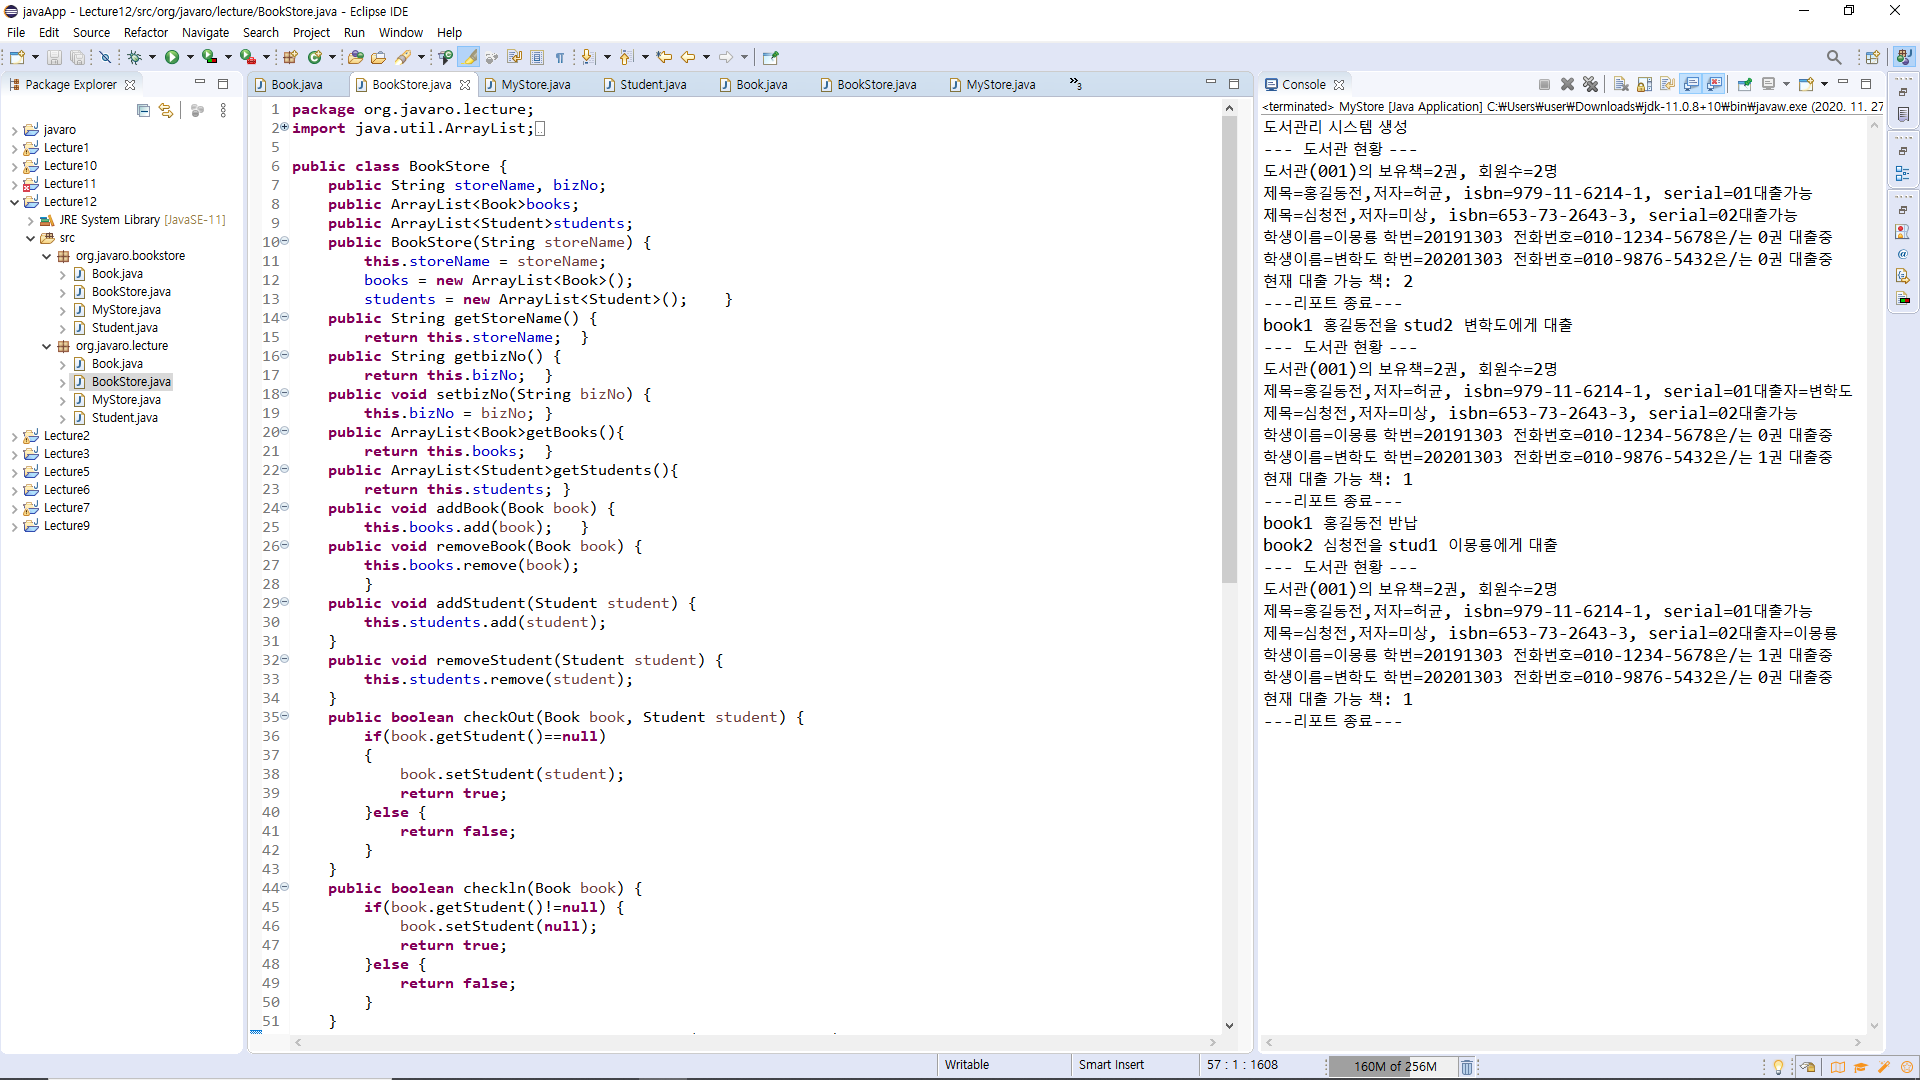 javaApp - Lecture12/src/org/javaro/lecture/BookStore.java - Eclipse IDE
File Edit Source Refactor Navigate Search Project Run Window Help
Package Explorer
javaro
Lecture1
Lecture10
Lecture11
Lecture12
JRE System Library [JavaSE-11]
src
org.javaro.bookstore
Book.java
BookStore.java
MyStore.java
Student.java
org.javaro.lecture
Book.java
BookStore.java
MyStore.java
Student.java
Lecture2
Lecture3
Lecture5
Lecture6
Lecture7
Lecture9
Book.java BookStore.java MyStore.java Student.java Book.java BookStore.java MyStore.java »3
1 package org.javaro.lecture;
2 import java.util.ArrayList;
5
6 public class BookStore {
7 public String storeName, bizNo;
8 public ArrayList<Book>books;
9 public ArrayList<Student>students;
10 public BookStore(String storeName) {
11 this.storeName = storeName;
12 books = new ArrayList<Book>();
13 students = new ArrayList<Student>(); }
14 public String getStoreName() {
15 return this.storeName; }
16 public String getbizNo() {
17 return this.bizNo; }
18 public void setbizNo(String bizNo) {
19 this.bizNo = bizNo; }
20 public ArrayList<Book>getBooks(){
21 return this.books; }
22 public ArrayList<Student>getStudents(){
23 return this.students; }
24 public void addBook(Book book) {
25 this.books.add(book); }
26 public void removeBook(Book book) {
27 this.books.remove(book);
28 }
29 public void addStudent(Student student) {
30 this.students.add(student);
31 }
32 public void removeStudent(Student student) {
33 this.students.remove(student);
34 }
35 public boolean checkOut(Book book, Student student) {
36 if(book.getStudent()==null)
37 {
38 book.setStudent(student);
39 return true;
40 }else {
41 return false;
42 }
43 }
44 public boolean checkln(Book book) {
45 if(book.getStudent()!=null) {
46 book.setStudent(null);
47 return true;
48 }else {
49 return false;
50 }
51 }
Console
<terminated> MyStore [Java Application] C:₩Users₩user₩Downloads₩jdk-11.0.8+10₩bin₩javaw.exe (2020. 11. 27
도서관리 시스템 생성
--- 도서관 현황 ---
도서관(001)의 보유책=2권, 회원수=2명
제목=홍길동전,저자=허균, isbn=979-11-6214-1, serial=01대출가능
제목=심청전,저자=미상, isbn=653-73-2643-3, serial=02대출가능
학생이름=이몽룡 학번=20191303 전화번호=010-1234-5678은/는 0권 대출중
학생이름=변학도 학번=20201303 전화번호=010-9876-5432은/는 0권 대출중
현재 대출 가능 책: 2
---리포트 종료---
book1 홍길동전을 stud2 변학도에게 대출
--- 도서관 현황 ---
도서관(001)의 보유책=2권, 회원수=2명
제목=홍길동전,저자=허균, isbn=979-11-6214-1, serial=01대출자=변학도
제목=심청전,저자=미상, isbn=653-73-2643-3, serial=02대출가능
학생이름=이몽룡 학번=20191303 전화번호=010-1234-5678은/는 0권 대출중
학생이름=변학도 학번=20201303 전화번호=010-9876-5432은/는 1권 대출중
현재 대출 가능 책: 1
---리포트 종료---
book1 홍길동전 반납
book2 심청전을 stud1 이몽룡에게 대출
--- 도서관 현황 ---
도서관(001)의 보유책=2권, 회원수=2명
제목=홍길동전,저자=허균, isbn=979-11-6214-1, serial=01대출가능
제목=심청전,저자=미상, isbn=653-73-2643-3, serial=02대출자=이몽룡
학생이름=이몽룡 학번=20191303 전화번호=010-1234-5678은/는 1권 대출중
학생이름=변학도 학번=20201303 전화번호=010-9876-5432은/는 0권 대출중
현재 대출 가능 책: 1
---리포트 종료---
Writable Smart Insert 57 : 1 : 1608 160M of 256M